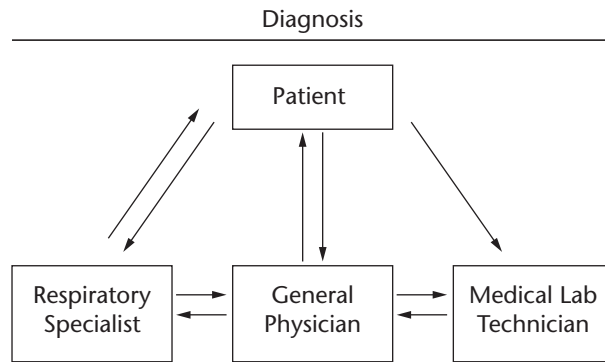 Diagnosis
Patient
Respiratory
Specialist
General
Physician
Medical Lab
Technician